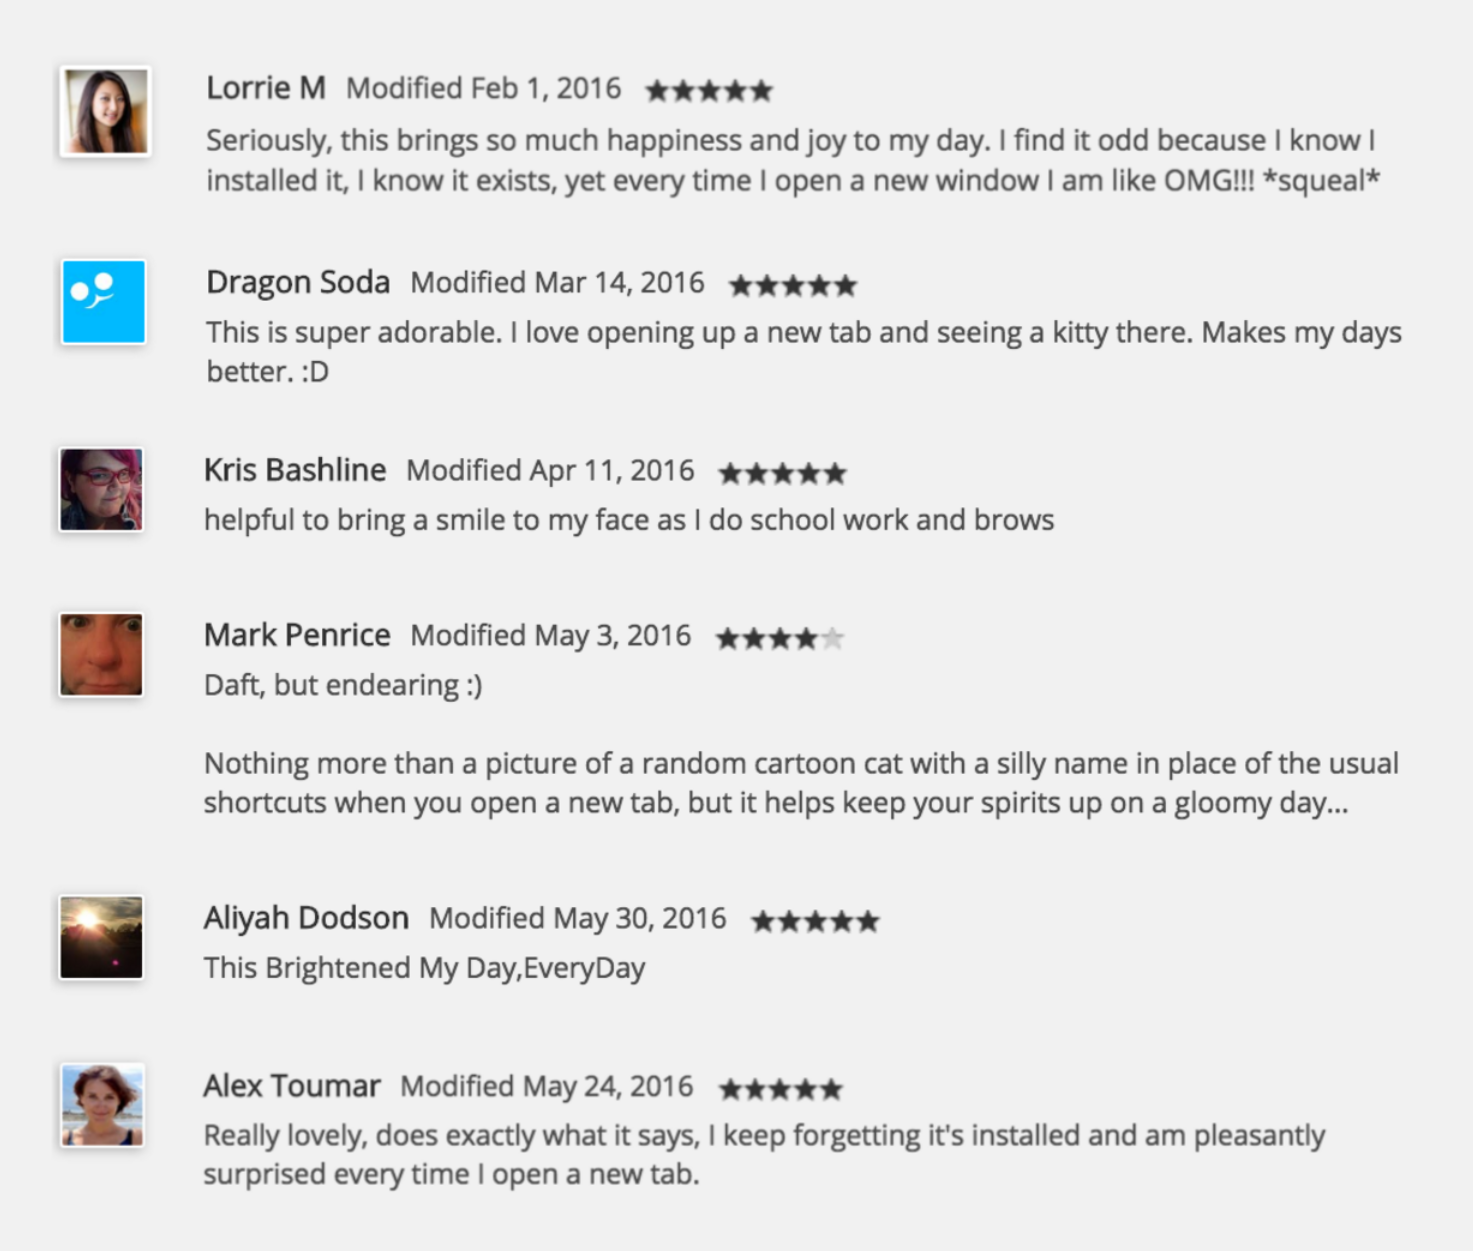 Lorrie M Modified Feb 1, 2016
Seriously, this brings so much happiness and joy to my day. I find it odd because I know I
installed it, I know it exists, yet every time I open a new window I am like OMG!!! *squeal*
Dragon Soda Modified Mar 14, 2016
This is super adorable. I love opening up a new tab and seeing a kitty there. Makes my days
better. :D
Kris Bashline Modified Apr 11, 2016
helpful to bring a smile to my face as I do school work and brows
Mark Penrice Modified May 3, 2016
Daft, but endearing :)
Nothing more than a picture of a random cartoon cat with a silly name in place of the usual
shortcuts when you open a new tab, but it helps keep your spirits up on a gloomy day...
Aliyah Dodson Modified May 30, 2016
This Brightened My Day,EveryDay
Alex Toumar Modified May 24, 2016
Really lovely, does exactly what it says, I keep forgetting it's installed and am pleasantly
surprised every time I open a new tab.